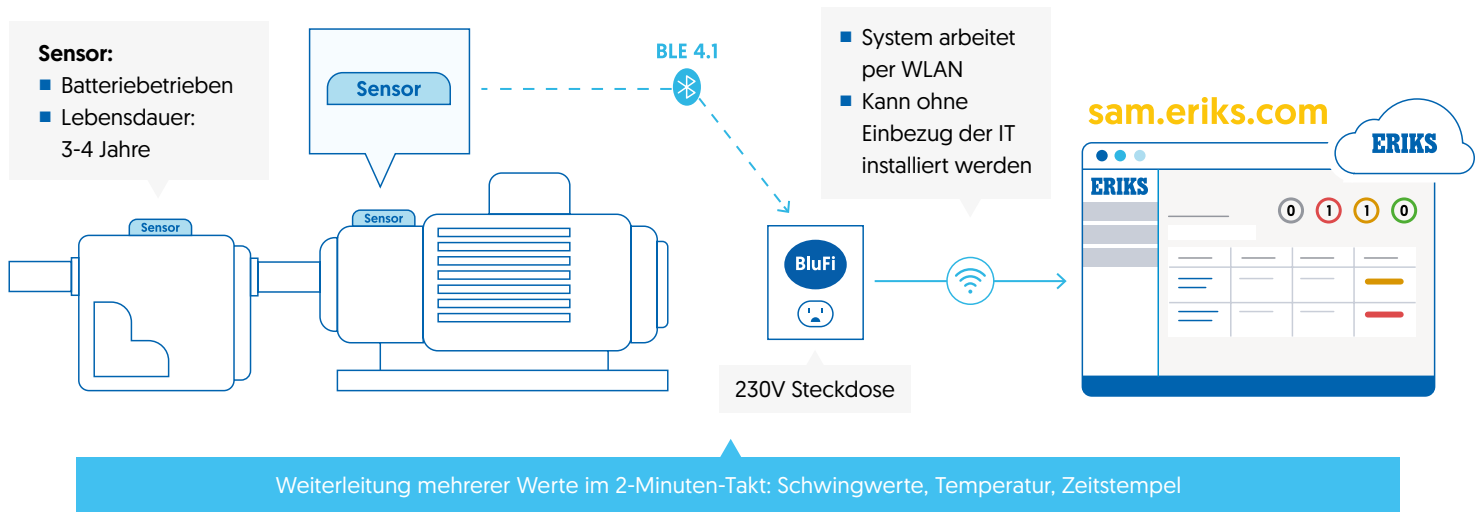 Sensor:
Batteriebetrieben
Lebensdauer:
3-4 Jahre
Sensor
Sensor
Sensor
BLE 4.1
BluFi
230V Steckdose
System arbeitet
per WLAN
Kann ohne
Einbezug der IT
installiert werden
sam.eriks.com
ERIKS
ERIKS
0 1 1 0
Weiterleitung mehrerer Werte im 2-Minuten-Takt: Schwingwerte, Temperatur, Zeitstempel